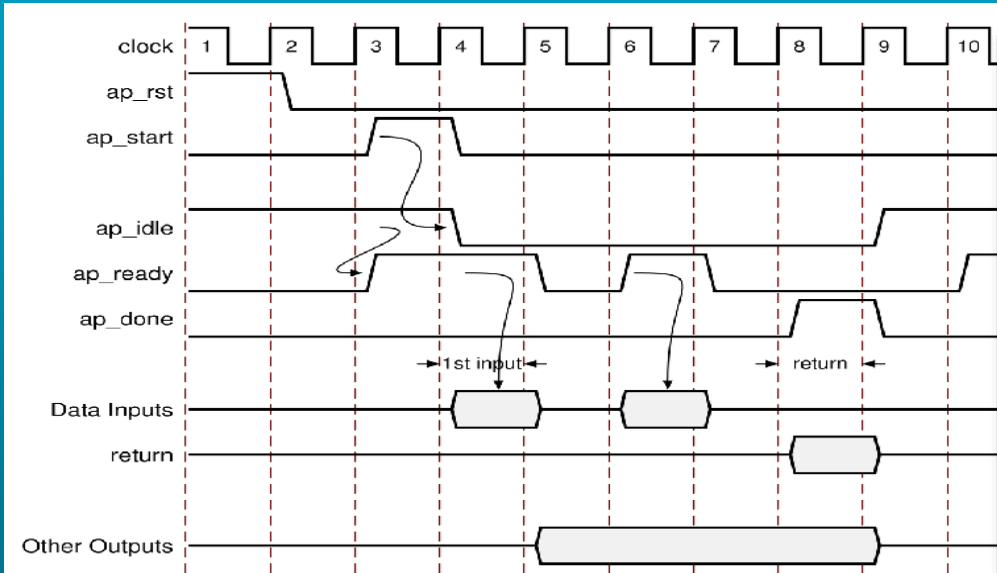 clock 1 2 3 4 5 6 7 8 9 10
ap_rst
ap_start
ap_idle
ap_ready
ap_done
1st input return
Data Inputs
return
Other Outputs